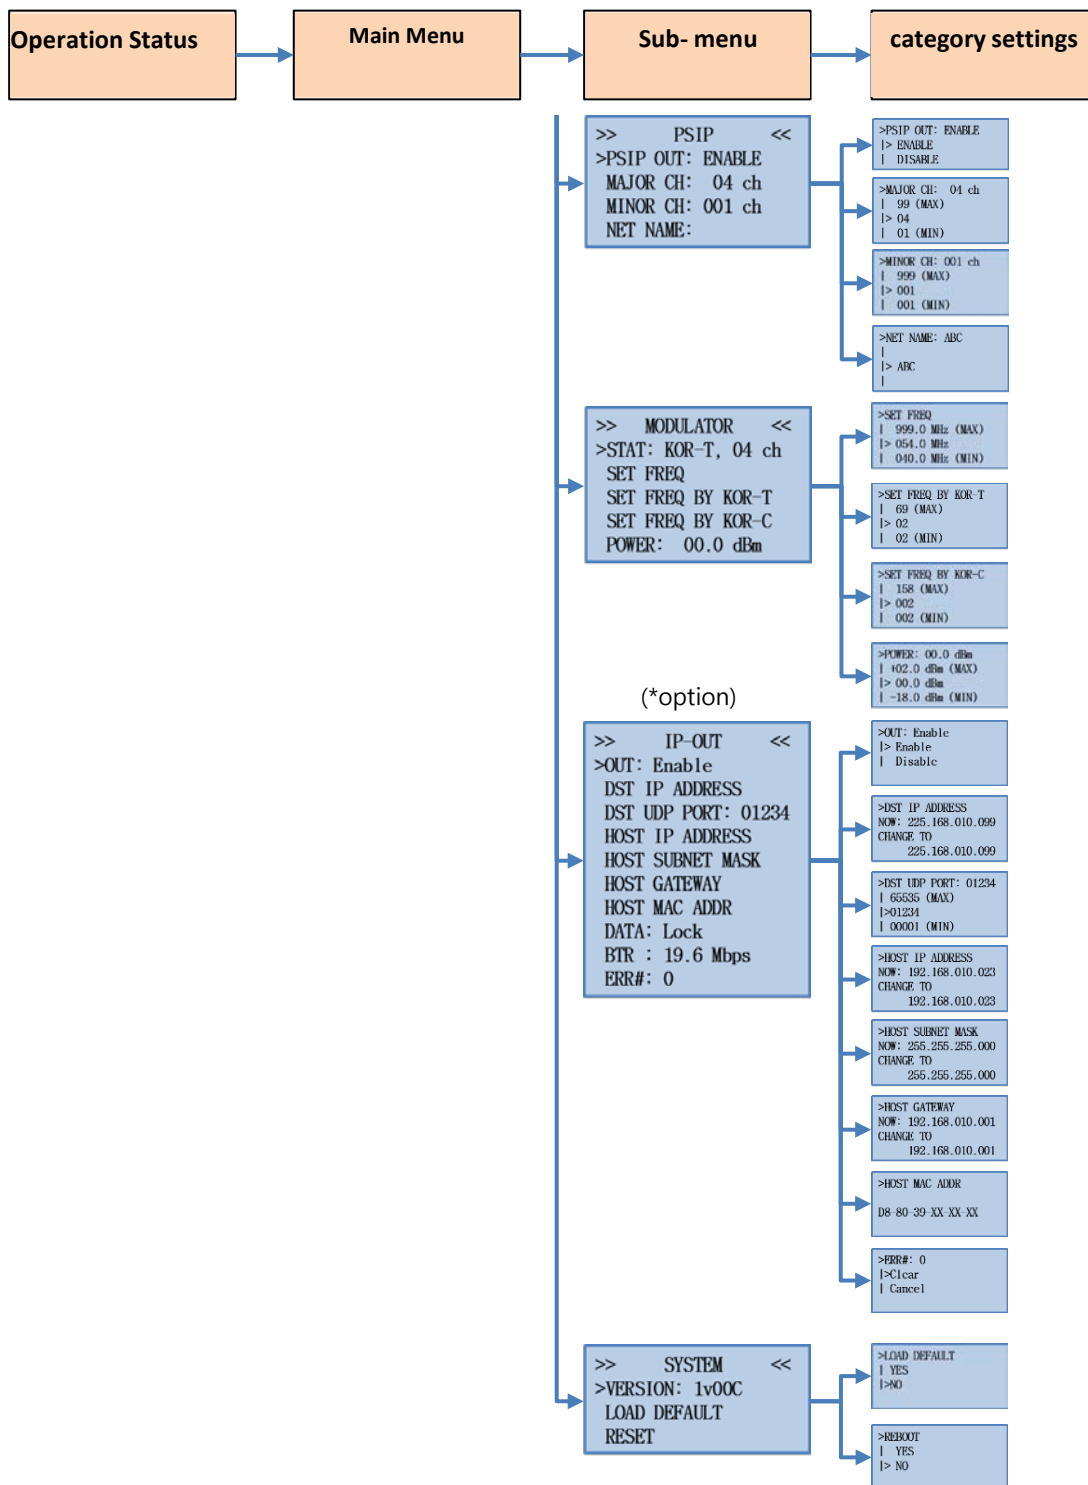 Operation Status
Main Menu
Sub- menu
category settings
>> PSIP <<
>PSIP OUT: ENABLE
MAJOR CH: 04 ch
MINOR CH: 001 ch
NET NAME:
>PSIP OUT: ENABLE
|> ENABLE
| DISABLE
>MAJOR CH: 04 ch
| 99 (MAX)
|> 04
| 01 (MIN)
>MINOR CH: 001 ch
| 999 (MAX)
|> 001
| 001 (MIN)
>NET NAME: ABC
|
|> ABC
|
>> MODULATOR <<
>STAT: KOR-T, 04 ch
SET FREQ
SET FREQ BY KOR-T
SET FREQ BY KOR-C
POWER: 00.0 dBm
>SET FREQ
| 999.0 MHz (MAX)
|> 054.0 MHz
| 040.0 MHz (MIN)
>SET FREQ BY KOR-T
| 69 (MAX)
|> 02
| 02 (MIN)
>SET FREQ BY KOR-C
| 158 (MAX)
|> 002
| 002 (MIN)
>POWER: 00.0 dBm
| +02.0 dBm (MAX)
|> 00.0 dBm
| -18.0 dBm (MIN)
(*option)
>> IP-OUT <<
>OUT: Enable
DST IP ADDRESS
DST UDP PORT: 01234
HOST IP ADDRESS
HOST SUBNET MASK
HOST GATEWAY
HOST MAC ADDR
DATA: Lock
BTR : 19.6 Mbps
ERR#: 0
>OUT: Enable
|> Enable
| Disable
>DST IP ADDRESS
NOW: 225.168.010.099
CHANGE TO
225.168.010.099
>DST UDP PORT: 01234
| 65535 (MAX)
|>01234
| 00001 (MIN)
>HOST IP ADDRESS
NOW: 192.168.010.023
CHANGE TO
192.168.010.023
>HOST SUBNET MASK
NOW: 255.255.255.000
CHANGE TO
255.255.255.000
>HOST GATEWAY
NOW: 192.168.010.001
CHANGE TO
192.168.010.001
>HOST MAC ADDR
D8-80-39-XX-XX-XX
>ERR#: 0
|>Clear
| Cancel
>> SYSTEM <<
>VERSION: 1v00C
LOAD DEFAULT
RESET
>LOAD DEFAULT
| YES
|>NO
>REBOOT
| YES
|> NO